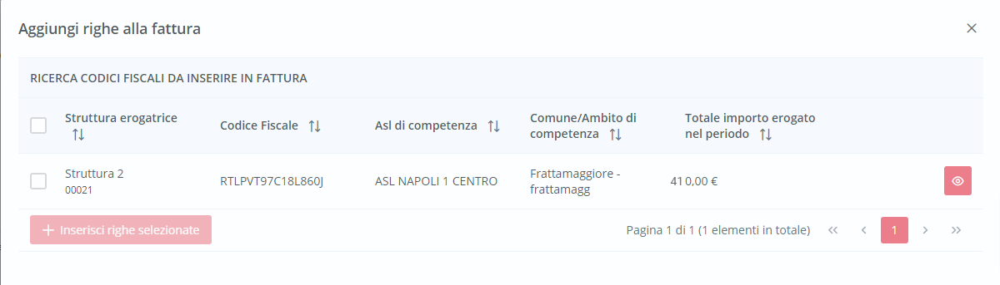 Aggiungi righe alla fattura
RICERCA CODICI FISCALI DA INSERIRE IN FATTURA
Struttura erogatrice
Codice Fiscale
Asl di competenza
Comune/Ambito di
competenza
Totale importo erogato
nel periodo
Struttura 2
00021
RTLPVT97C18L860J
ASL NAPOLI 1 CENTRO
Frattamaggiore -
frattamagg
410,00 €
Inserisci righe selezionate
Pagina 1 di 1 (1 elementi in totale)
1